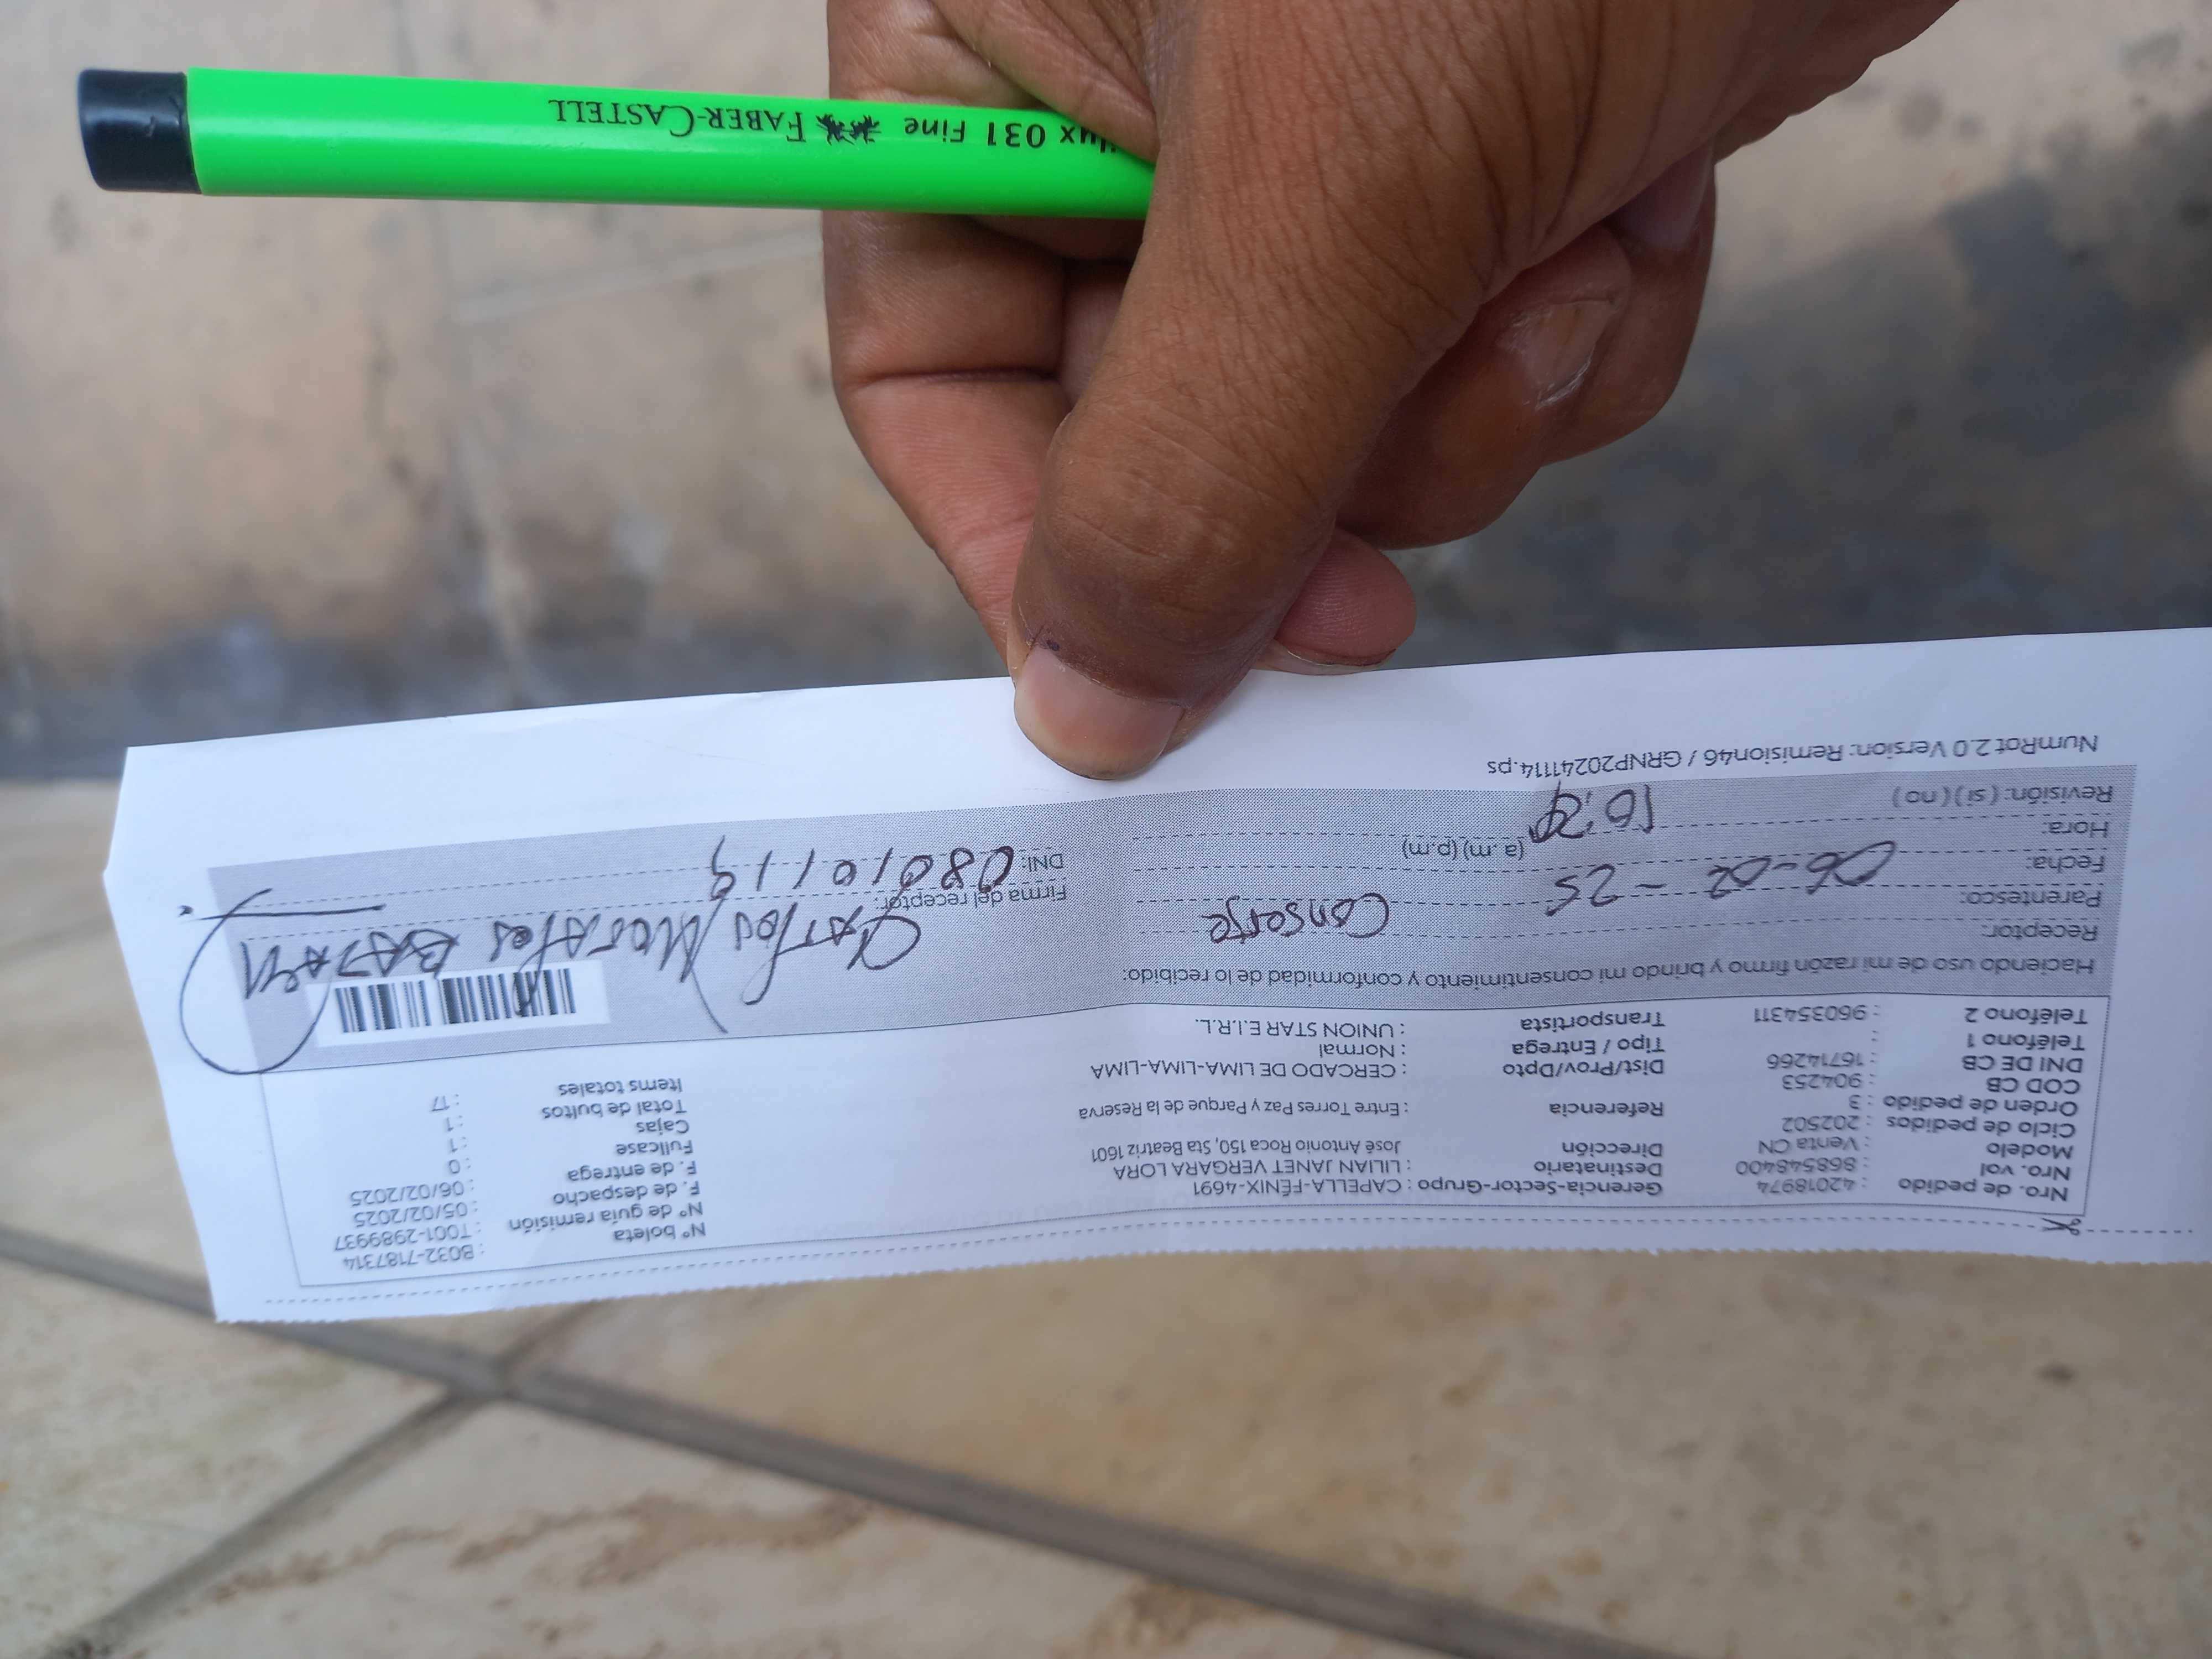 Nro. de pedido : 42018974
Nro. vol : 868548400
Modelo : Venta CN
Ciclo de pedidos : 202502
Orden de pedido : 3
COD CB : 904253
DNI DE CB : 16714266
Teléfono 1 :
Teléfono 2 : 960354311
Gerencia-Sector-Grupo : CAPELLA-FÉNIX-4691
Destinatario : LILIAN JANET VERGARA LORA
Dirección José Antonio Roca 150, Sta Beatriz 1601
Referencia : Entre Torres Paz y Parque de la Reserva
Dist/Prov/Dpto : CERCADO DE LIMA-LIMA-LIMA
Tipo / Entrega : Normal
Transportista : UNION STAR E.I.R.L.
N° boleta : B032-7187314
N° de guía remisión : T001-2989937
F. de despacho : 05/02/2025
F. de entrega : 06/02/2025
Fullcase : 0
Cajas : 1
Total de bultos : 1
Items totales : 17
Haciendo uso de mi razón firmo y brindo mi consentimiento y conformidad de lo recibido:
Receptor:
Parentesco: Conserje
Fecha: 06-02-25
Hora: (a.m) (p.m)
Revisión: ( si ) ( no )
Carlos Morales
Firma del receptor:
DNI: 08010119
NumRot 2.0 Version: Remision46 / GRNP20241114.ps
lux 031 Fine FABER-CASTELL